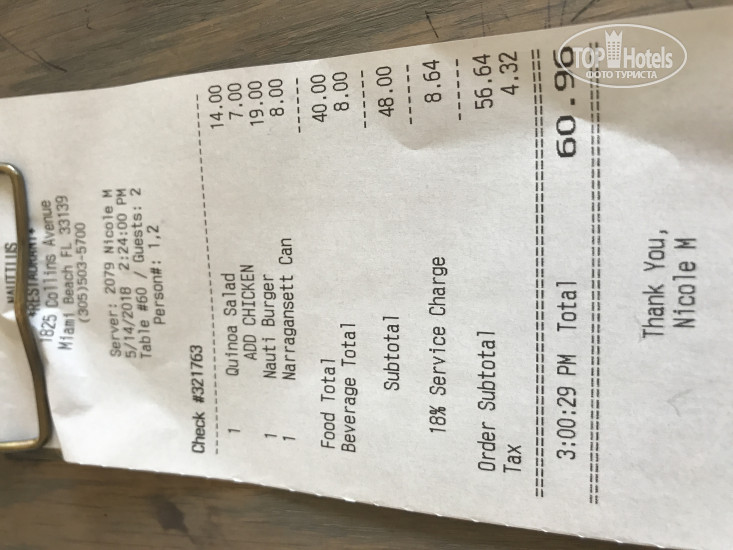 NAUTILUS
*RESTAURANT*
1825 Collins Avenue
Miami Beach FL 33139
(305)503-5700
Server: 2079 Nicole M
5/14/2018 2:24:00 PM
Table #60 / Guests: 2
Person#: 1,2
Check #321763
1 Quinoa Salad 14.00
ADD CHICKEN 7.00
1 Nauti Burger 19.00
1 Narragansett Can 8.00
Food Total 40.00
Beverage Total 8.00
Subtotal 48.00
18% Service Charge 8.64
Order Subtotal 56.64
Tax 4.32
3:00:29 PM Total 60.96
Thank You,
Nicole M
TOP Hotels
ФОТО ТУРИСТА